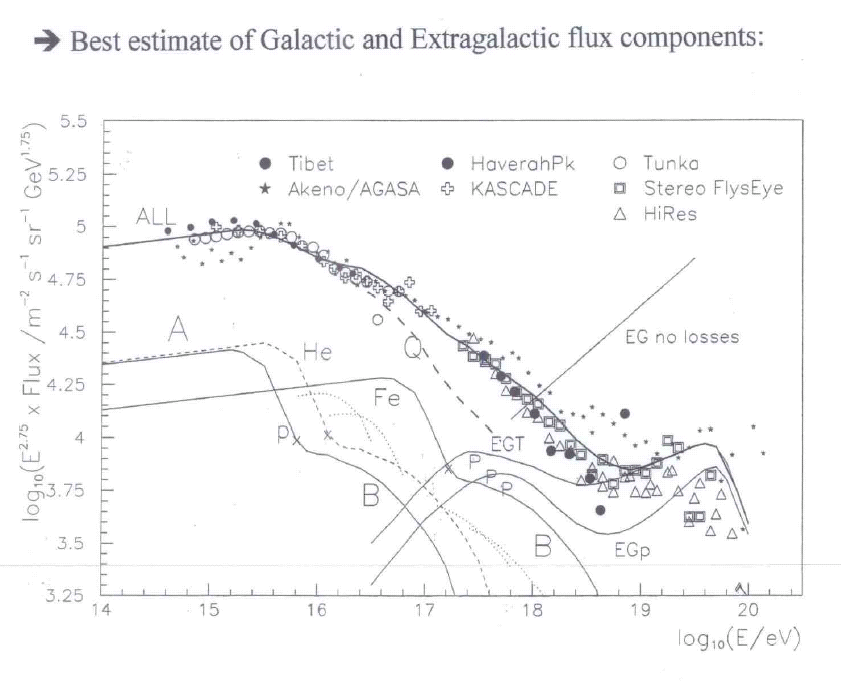 ➔ Best estimate of Galactic and Extragalactic flux components:
log₁₀(E²·⁷⁵ x Flux /m⁻² s⁻¹ sr⁻¹ GeV¹·⁷⁵)
5.5
5.25
5
4.75
4.5
4.25
4
3.75
3.5
3.25
Tibet HaverahPk Tunka
Akeno/AGASA KASCADE Stereo FlysEye
HiRes
ALL
A
He
Q
EG no losses
Fe
P
EGT
P
P
P
B
B
EGp
14 15 16 17 18 19 20
log₁₀(E/eV)